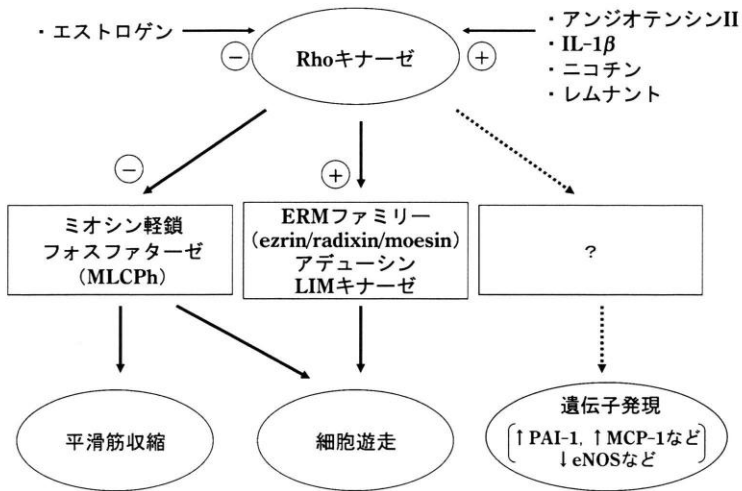 ・エストロゲン
−
Rhoキナーゼ
+
・アンジオテンシンII
・IL-1β
・ニコチン
・レムナント
−
+
ミオシン軽鎖
フォスファターゼ
(MLCPh)
ERMファミリー
(ezrin/radixin/moesin)
アデューシン
LIMキナーゼ
?
平滑筋収縮
細胞遊走
遺伝子発現
↑PAI-1, ↑MCP-1など
↓eNOSなど